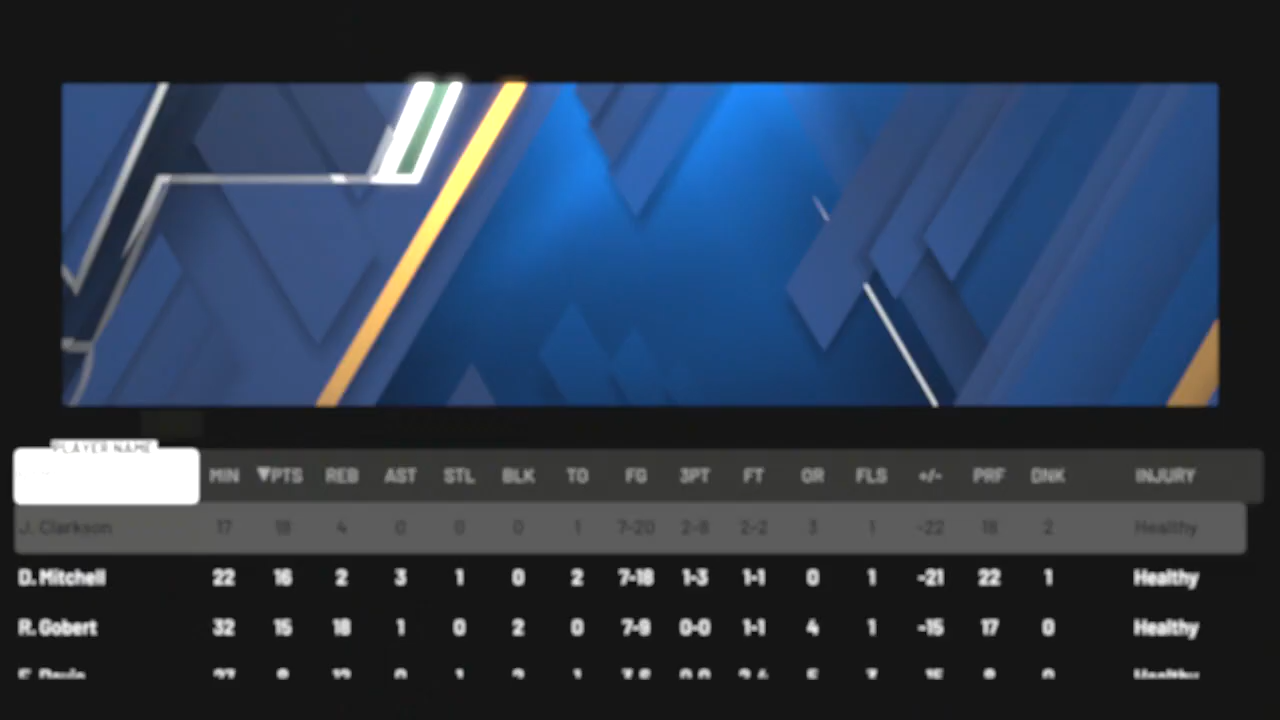 PLAYER NAME MIN ▼PTS REB AST STL BLK TO FG 3PT FT OR FLS +/- PRF DNK INJURY
J. Clarkson 17 18 4 0 0 0 1 7-20 2-8 2-2 3 1 -22 18 2 Healthy
D. Mitchell 22 16 2 3 1 0 2 7-18 1-3 1-1 0 1 -21 22 1 Healthy
R. Gobert 32 15 18 1 0 2 0 7-9 0-0 1-1 4 1 -15 17 0 Healthy